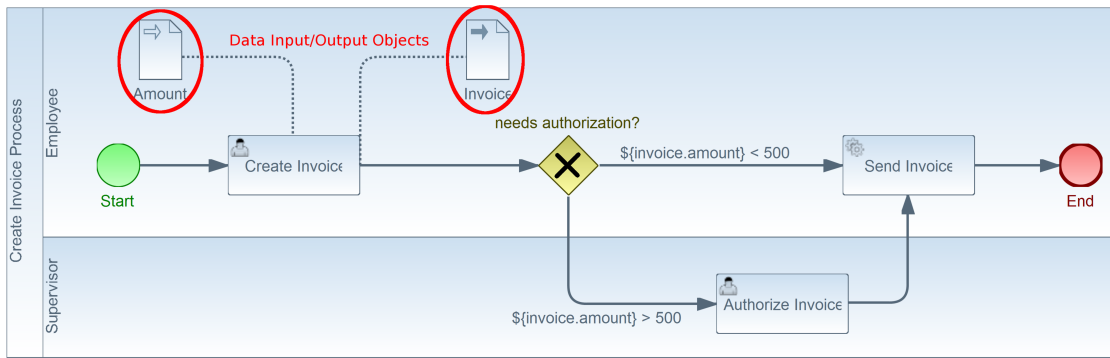 Create Invoice Process
Employee
Data Input/Output Objects
Amount
Invoice
needs authorization?
Create Invoice
${invoice.amount} < 500
Send Invoice
Start
End
Supervisor
Authorize Invoice
${invoice.amount} > 500